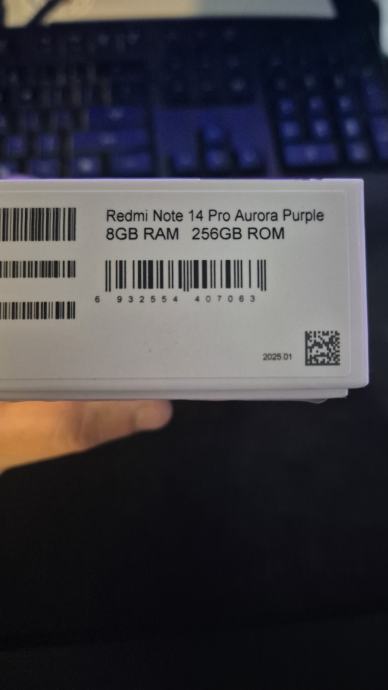 Redmi Note 14 Pro Aurora Purple
8GB RAM 256GB ROM
6 932554 407063
2025.01